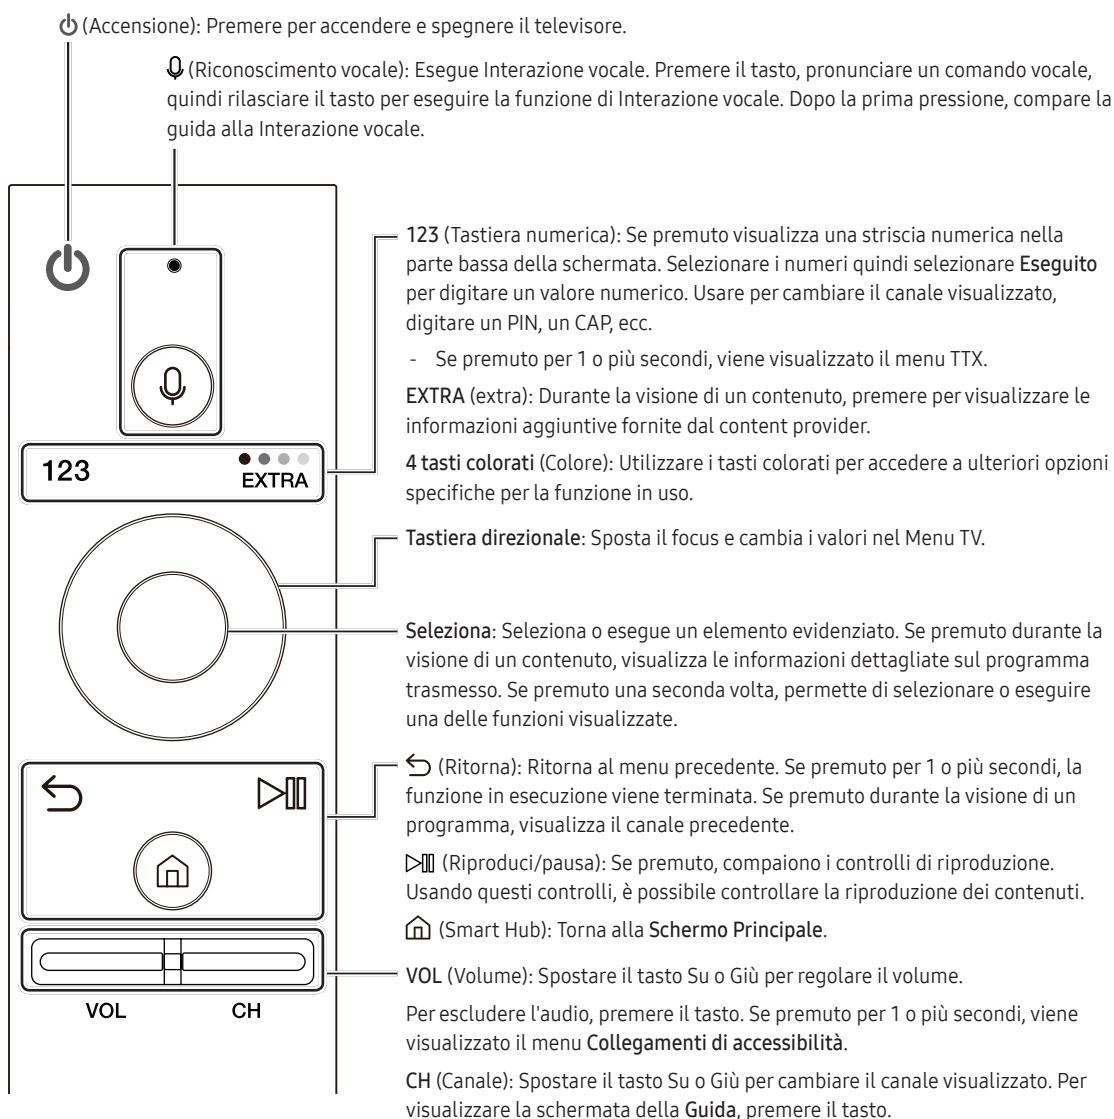 (Accensione): Premere per accendere e spegnere il televisore.
(Riconoscimento vocale): Esegue Interazione vocale. Premere il tasto, pronunciare un comando vocale,
quindi rilasciare il tasto per eseguire la funzione di Interazione vocale. Dopo la prima pressione, compare la
guida alla Interazione vocale.
123 (Tastiera numerica): Se premuto visualizza una striscia numerica nella
parte bassa della schermata. Selezionare i numeri quindi selezionare Eseguito
per digitare un valore numerico. Usare per cambiare il canale visualizzato,
digitare un PIN, un CAP, ecc.
- Se premuto per 1 o più secondi, viene visualizzato il menu TTX.
EXTRA (extra): Durante la visione di un contenuto, premere per visualizzare le
informazioni aggiuntive fornite dal content provider.
4 tasti colorati (Colore): Utilizzare i tasti colorati per accedere a ulteriori opzioni
specifiche per la funzione in uso.
123
EXTRA
Tastiera direzionale: Sposta il focus e cambia i valori nel Menu TV.
Seleziona: Seleziona o esegue un elemento evidenziato. Se premuto durante la
visione di un contenuto, visualizza le informazioni dettagliate sul programma
trasmesso. Se premuto una seconda volta, permette di selezionare o eseguire
una delle funzioni visualizzate.
(Ritorna): Ritorna al menu precedente. Se premuto per 1 o più secondi, la
funzione in esecuzione viene terminata. Se premuto durante la visione di un
programma, visualizza il canale precedente.
(Riproduci/pausa): Se premuto, compaiono i controlli di riproduzione.
Usando questi controlli, è possibile controllare la riproduzione dei contenuti.
(Smart Hub): Torna alla Schermo Principale.
VOL (Volume): Spostare il tasto Su o Giù per regolare il volume.
Per escludere l'audio, premere il tasto. Se premuto per 1 o più secondi, viene
visualizzato il menu Collegamenti di accessibilità.
CH (Canale): Spostare il tasto Su o Giù per cambiare il canale visualizzato. Per
visualizzare la schermata della Guida, premere il tasto.
VOL
CH